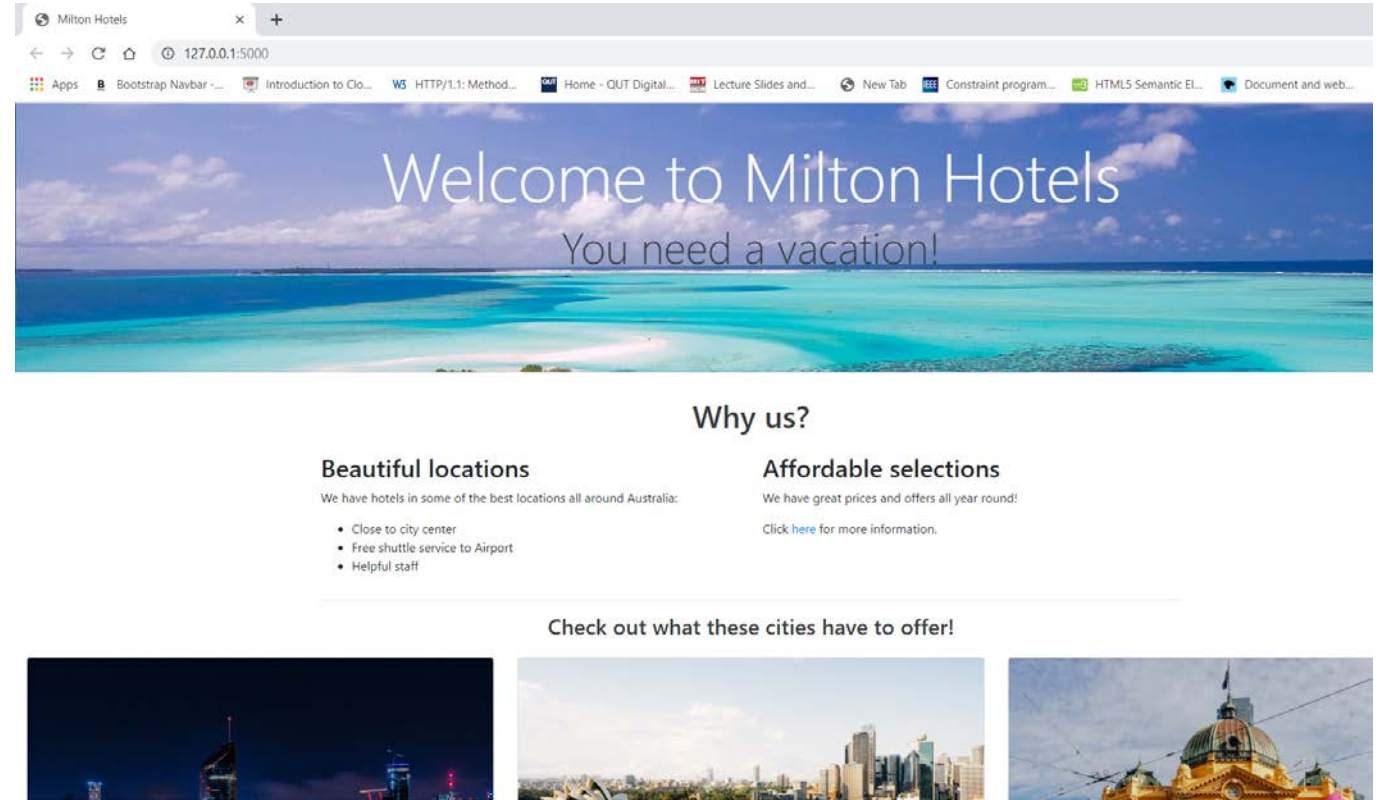 Milton Hotels
127.0.0.1:5000
Apps B Bootstrap Navbar -... Introduction to Clo... W3 HTTP/1.1: Method... QUT Home - QUT Digital... MIT Lecture Slides and... New Tab IEEE Constraint program... HTML5 Semantic El... Document and web...
Welcome to Milton Hotels
You need a vacation!
Why us?
Beautiful locations
We have hotels in some of the best locations all around Australia:
Close to city center
Free shuttle service to Airport
Helpful staff
Affordable selections
We have great prices and offers all year round!
Click here for more information.
Check out what these cities have to offer!